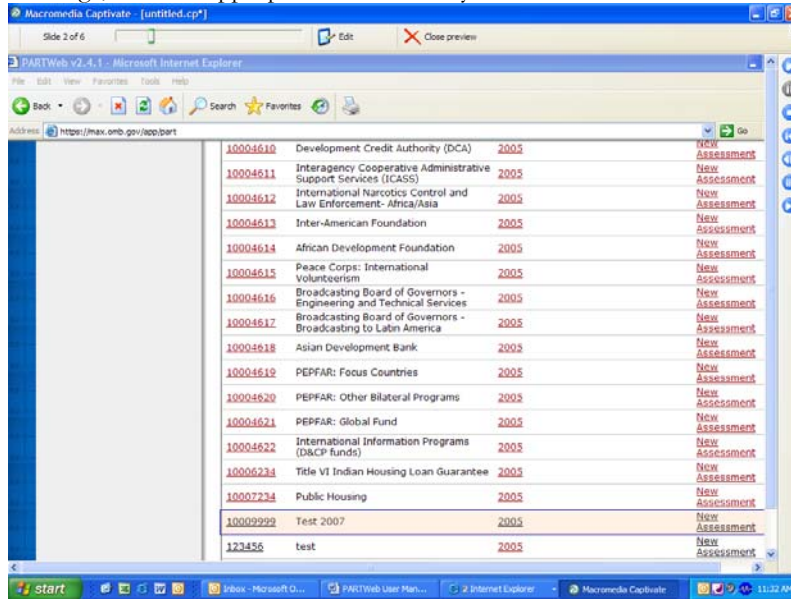 Macromedia Captivate - [untitled.cp*]
Slide 2 of 6 Edit Close preview
PARTWeb v2.4.1 - Microsoft Internet Explorer
File Edit View Favorites Tools Help
Back Search Favorites
Address https://max.omb.gov/app/part Go
10004610 Development Credit Authority (DCA) 2005 New Assessment
10004611 Interagency Cooperative Administrative Support Services (ICASS) 2005 New Assessment
10004612 International Narcotics Control and Law Enforcement- Africa/Asia 2005 New Assessment
10004613 Inter-American Foundation 2005 New Assessment
10004614 African Development Foundation 2005 New Assessment
10004615 Peace Corps: International Volunteerism 2005 New Assessment
10004616 Broadcasting Board of Governors - Engineering and Technical Services 2005 New Assessment
10004617 Broadcasting Board of Governors - Broadcasting to Latin America 2005 New Assessment
10004618 Asian Development Bank 2005 New Assessment
10004619 PEPFAR: Focus Countries 2005 New Assessment
10004620 PEPFAR: Other Bilateral Programs 2005 New Assessment
10004621 PEPFAR: Global Fund 2005 New Assessment
10004622 International Information Programs (D&CP funds) 2005 New Assessment
10006234 Title VI Indian Housing Loan Guarantee 2005 New Assessment
10007234 Public Housing 2005 New Assessment
10009999 Test 2007 2005 New Assessment
123456 test 2005 New Assessment
start Inbox - Microsoft O... PARTWeb User Man... 2 Internet Explorer Macromedia Captivate 11:32 AM